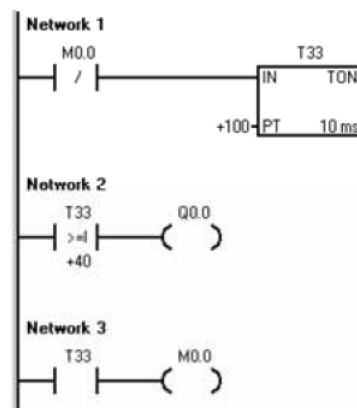 Network 1
M0.0
/
T33
IN TON
+100 PT 10 ms
Network 2
T33
>=I
+40
Q0.0
Network 3
T33
M0.0